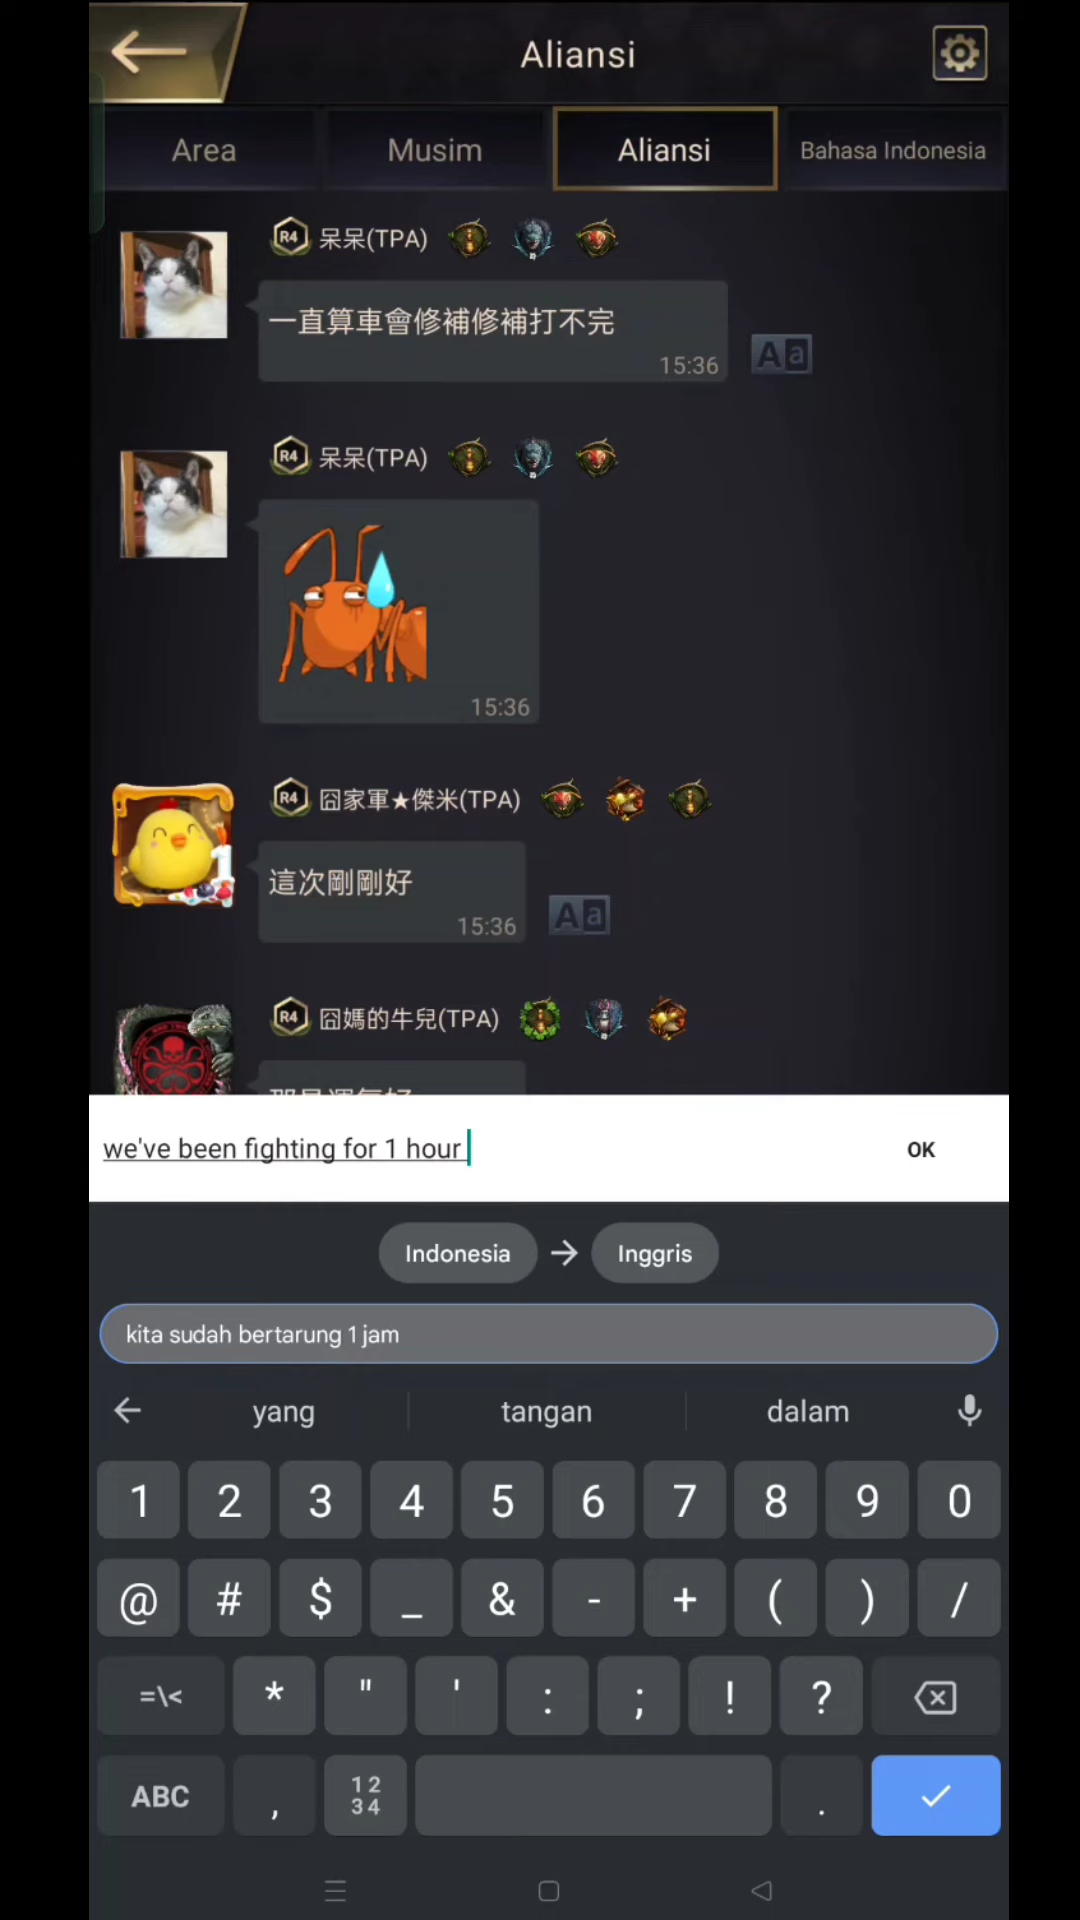 Aliansi
Area
Musim
Aliansi
Bahasa Indonesia
R4 呆呆(TPA)
一直算車會修補修補打不完
15:36
Aa
R4 呆呆(TPA)
15:36
R4 囧家軍★傑米(TPA)
這次剛剛好
15:36
Aa
R4 囧媽的牛兒(TPA)
we've been fighting for 1 hour
OK
Indonesia → Inggris
kita sudah bertarung 1 jam
yang
tangan
dalam
1 2 3 4 5 6 7 8 9 0
@ # $ _ & - + ( ) /
=\< * " ' : ; ! ?
ABC , 1 2 3 4 .